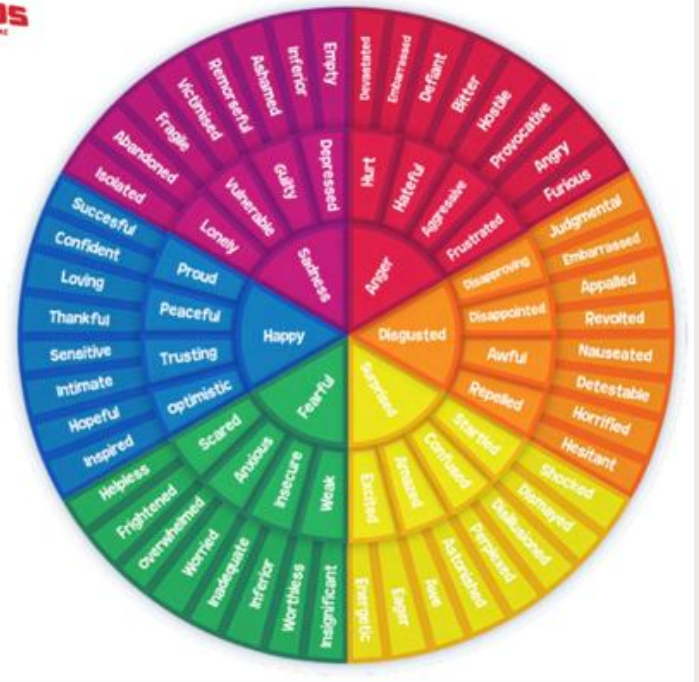 Sadness
Anger
Disgusted
Surprised
Fearful
Happy
Lonely
Vulnerable
Guilty
Depressed
Hurt
Hateful
Aggressive
Frustrated
Disapproving
Disappointed
Awful
Repelled
Startled
Confused
Amazed
Excited
Weak
Insecure
Anxious
Scared
Optimistic
Trusting
Peaceful
Proud
Isolated
Abandoned
Fragile
Victimised
Remorseful
Ashamed
Inferior
Empty
Devastated
Embarrassed
Defiant
Bitter
Hostile
Provocative
Angry
Furious
Judgmental
Embarrassed
Appalled
Revolted
Nauseated
Detestable
Horrified
Hesitant
Shocked
Dismayed
Disillusioned
Perplexed
Astonished
Awe
Eager
Energetic
Insignificant
Worthless
Inferior
Inadequate
Worried
Overwhelmed
Frightened
Helpless
Inspired
Hopeful
Intimate
Sensitive
Thankful
Loving
Confident
Succesful